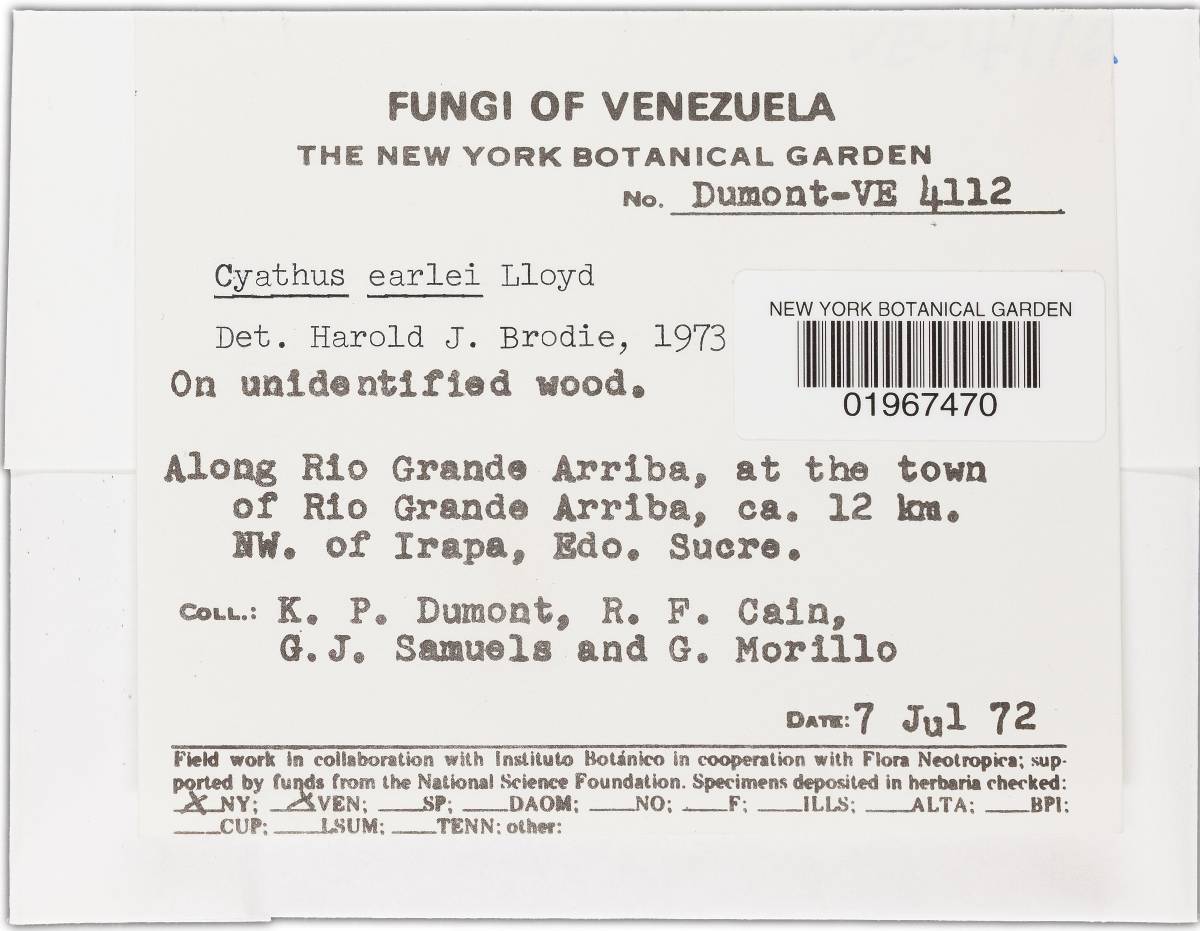 FUNGI OF VENEZUELA
THE NEW YORK BOTANICAL GARDEN
No. Dumont-VE 4112
Cyathus earlei Lloyd
Det. Harold J. Brodie, 1973
On unidentified wood.
NEW YORK BOTANICAL GARDEN
01967470
Along Rio Grande Arriba, at the town
of Rio Grande Arriba, ca. 12 km.
NW. of Irapa, Edo. Sucre.
COLL.: K. P. Dumont, R. F. Cain,
G.J. Samuels and G. Morillo
DATE: 7 Jul 72
Field work in collaboration with Instituto Botánico in cooperation with Flora Neotropica; sup-
ported by funds from the National Science Foundation. Specimens deposited in herbaria checked:
X NY; X VEN; ___SP; ___DAOM; ___NO; ___F; ___ILLS; ___ALTA; ___BPI;
___CUP; ___LSUM; ___TENN; other: